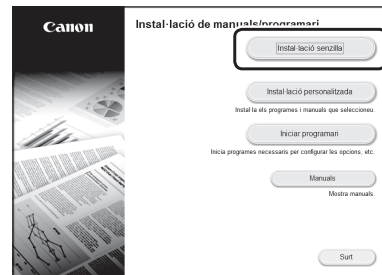 Canon
Instal·lació de manuals/programari
Instal·lació senzilla
Instal·lació personalitzada
Instal·la els programes i manuals que seleccioneu.
Iniciar programari
Inicia programes necessaris per configurar les opcions, etc.
Manuals
Mostra manuals.
Surt